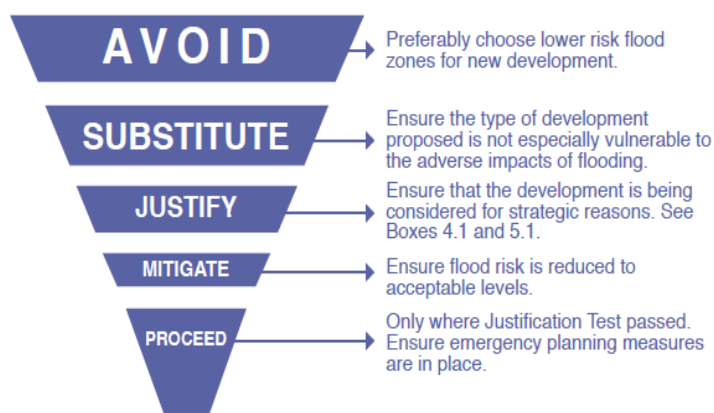 AVOID
Preferably choose lower risk flood
zones for new development.
SUBSTITUTE
Ensure the type of development
proposed is not especially vulnerable to
the adverse impacts of flooding.
JUSTIFY
Ensure that the development is being
considered for strategic reasons. See
Boxes 4.1 and 5.1.
MITIGATE
Ensure flood risk is reduced to
acceptable levels.
PROCEED
Only where Justification Test passed.
Ensure emergency planning measures
are in place.